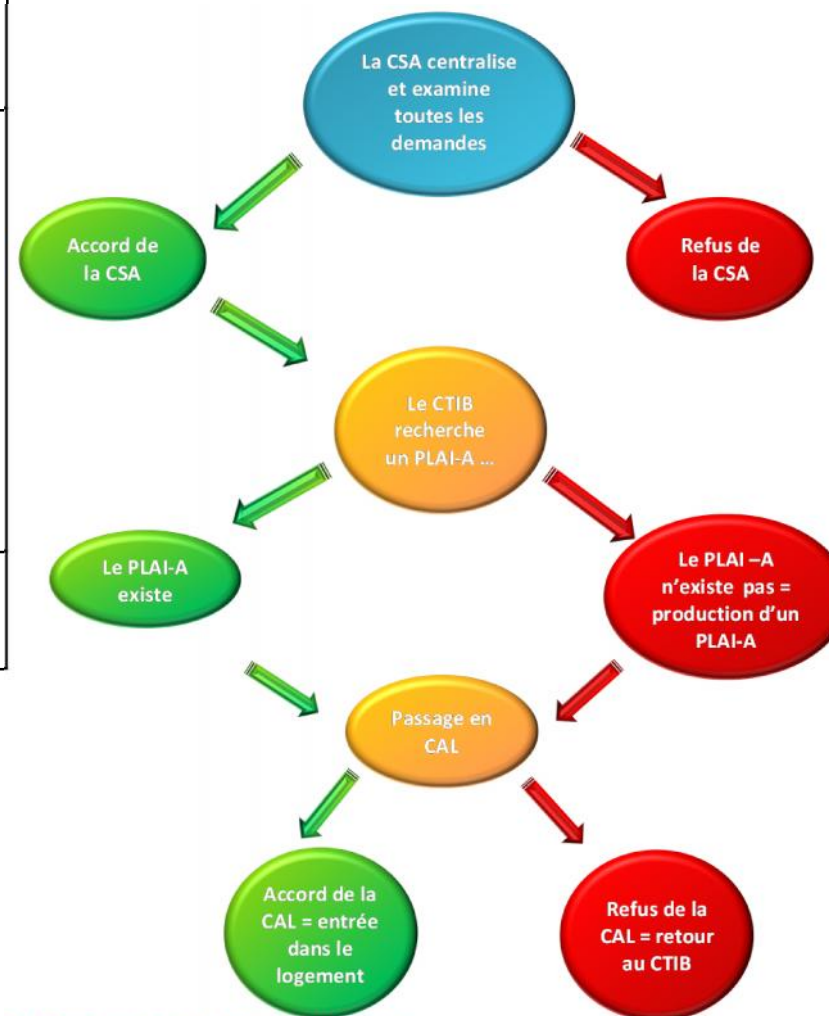 La CSA centralise
et examine
toutes les
demandes
Accord de
la CSA
Refus de
la CSA
Le CTIB
recherche
un PLAI-A ...
Le PLAI-A
existe
Le PLAI –A
n'existe pas =
production d'un
PLAI-A
Passage en
CAL
Accord de la
CAL = entrée
dans le
logement
Refus de la
CAL = retour
au CTIB